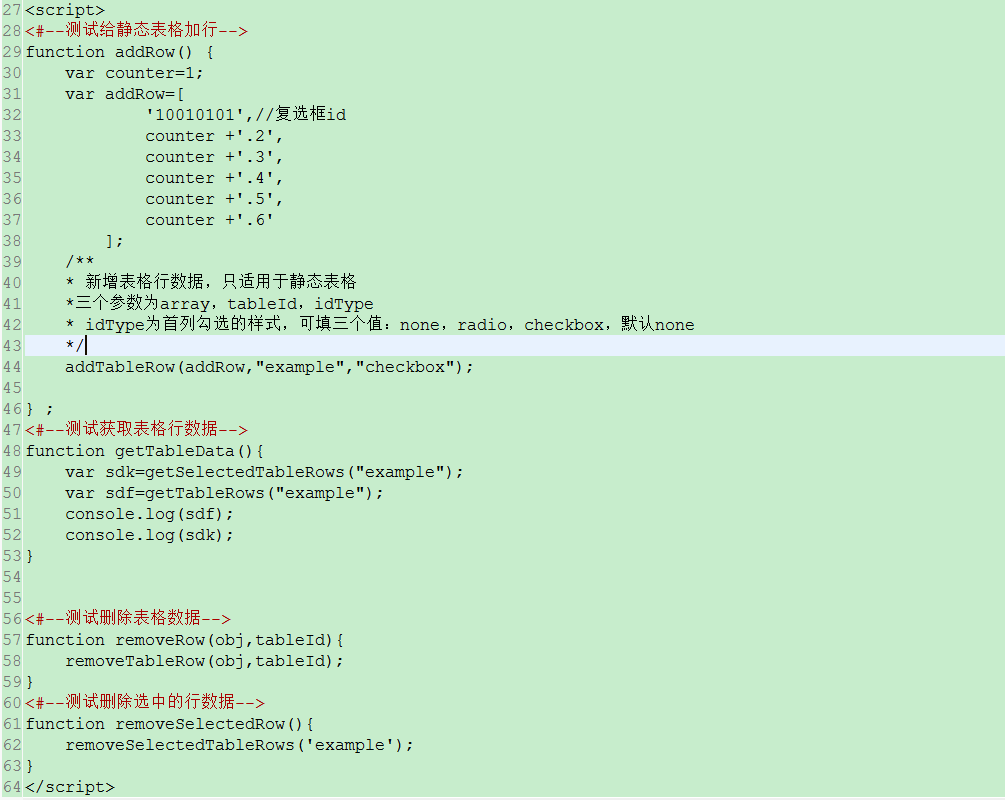 27<script>
28<#--测试给静态表格加行-->
29function addRow() {
30    var counter=1;
31    var addRow=[
32            '10010101',//复选框id
33            counter +'.2',
34            counter +'.3',
35            counter +'.4',
36            counter +'.5',
37            counter +'.6'
38        ];
39    /**
40    * 新增表格行数据，只适用于静态表格
41    *三个参数为array，tableId，idType
42    * idType为首列勾选的样式，可填三个值：none，radio，checkbox，默认none
43    */
44    addTableRow(addRow,"example","checkbox");
45
46} ;
47<#--测试获取表格行数据-->
48function getTableData(){
49    var sdk=getSelectedTableRows("example");
50    var sdf=getTableRows("example");
51    console.log(sdf);
52    console.log(sdk);
53}
54
55
56<#--测试删除表格数据-->
57function removeRow(obj,tableId){
58    removeTableRow(obj,tableId);
59}
60<#--测试删除选中的行数据-->
61function removeSelectedRow(){
62    removeSelectedTableRows('example');
63}
64</script>